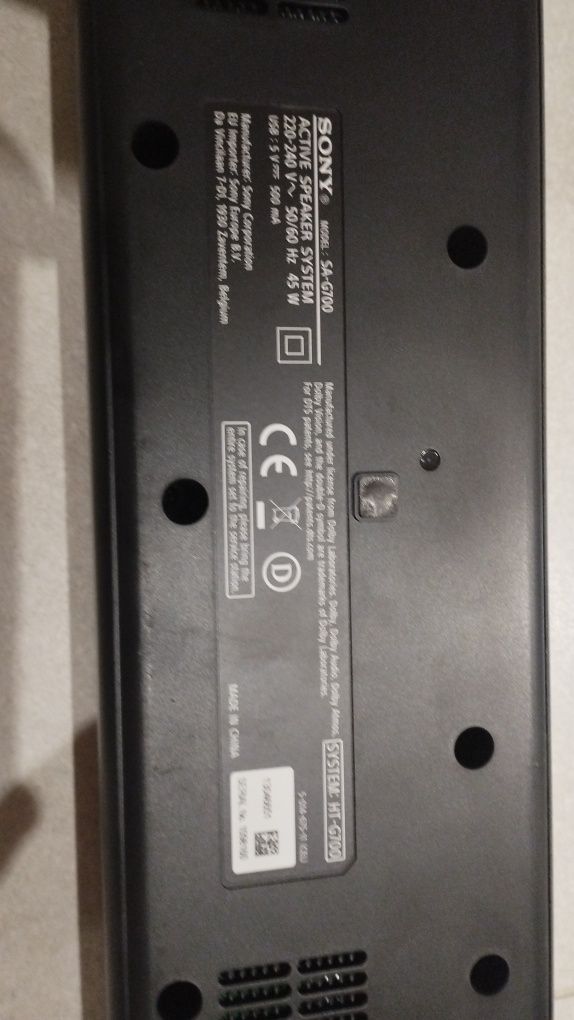 SONY® MODEL : SA-G700
ACTIVE SPEAKER SYSTEM
220-240 V~ 50/60 Hz 45 W
USB : 5 V⎓ 500 mA
Manufacturer: Sony Corporation
EU Importer: Sony Europe B.V.
Da Vincilaan 7-D1, 1930 Zaventem, Belgium
Manufactured under license from Dolby Laboratories. Dolby, Dolby Audio, Dolby Atmos,
Dolby Vision, and the double-D symbol are trademarks of Dolby Laboratories.
For DTS patents, see http://patents.dts.com
CE
D
In case of repairing, please bring the
entire system set to the service station.
SYSTEM: HT-G700
MADE IN CHINA
SERIAL No.